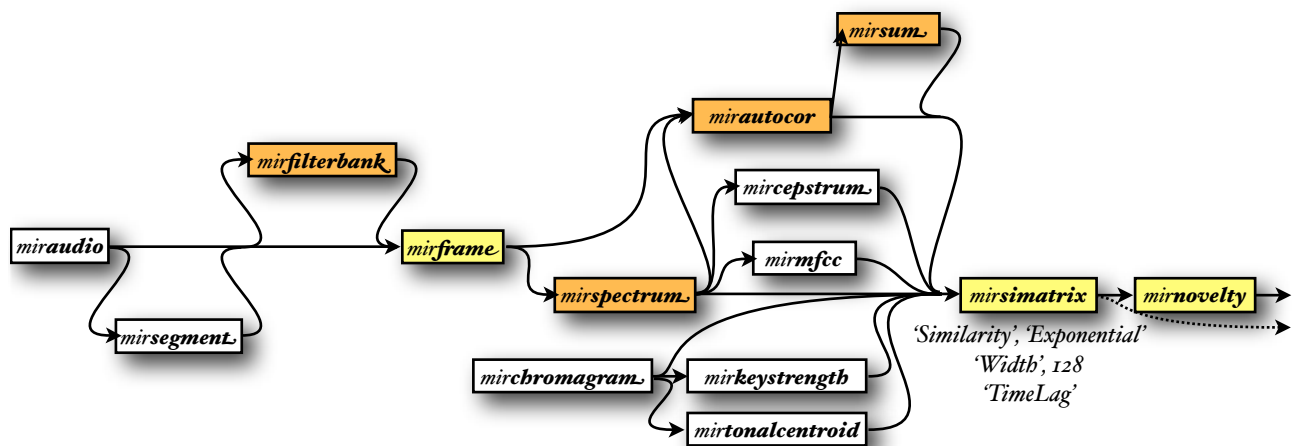 mirsum
mirautocor
mirfilterbank
mircepstrum
miraudio
mirframe
mirmfcc
mirspectrum
mirsimatrix
mirnovelty
mirsegment
‘Similarity’, ‘Exponential’
‘Width’, 128
‘TimeLag’
mirchromagram
mirkeystrength
mirtonalcentroid